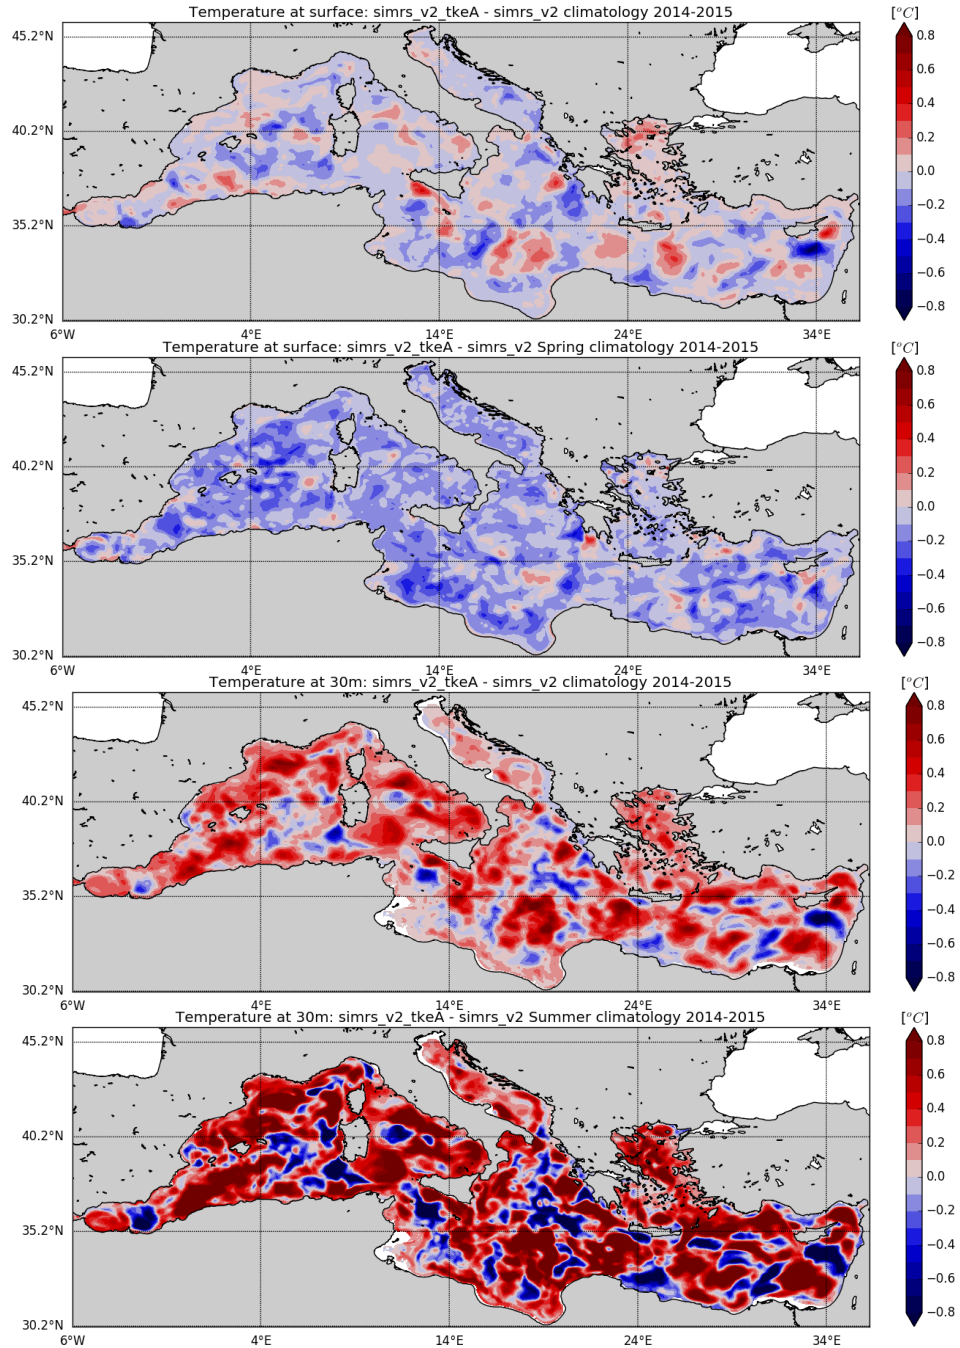 Temperature at surface: simrs_v2_tkeA - simrs_v2 climatology 2014-2015
[°C]
45.2°N
40.2°N
35.2°N
30.2°N
6°W 4°E 14°E 24°E 34°E
0.8
0.6
0.4
0.2
0.0
−0.2
−0.4
−0.6
−0.8
Temperature at surface: simrs_v2_tkeA - simrs_v2 Spring climatology 2014-2015
[°C]
45.2°N
40.2°N
35.2°N
30.2°N
6°W 4°E 14°E 24°E 34°E
0.8
0.6
0.4
0.2
0.0
−0.2
−0.4
−0.6
−0.8
Temperature at 30m: simrs_v2_tkeA - simrs_v2 climatology 2014-2015
[°C]
45.2°N
40.2°N
35.2°N
30.2°N
6°W 4°E 14°E 24°E 34°E
0.8
0.6
0.4
0.2
0.0
−0.2
−0.4
−0.6
−0.8
Temperature at 30m: simrs_v2_tkeA - simrs_v2 Summer climatology 2014-2015
[°C]
45.2°N
40.2°N
35.2°N
30.2°N
6°W 4°E 14°E 24°E 34°E
0.8
0.6
0.4
0.2
0.0
−0.2
−0.4
−0.6
−0.8